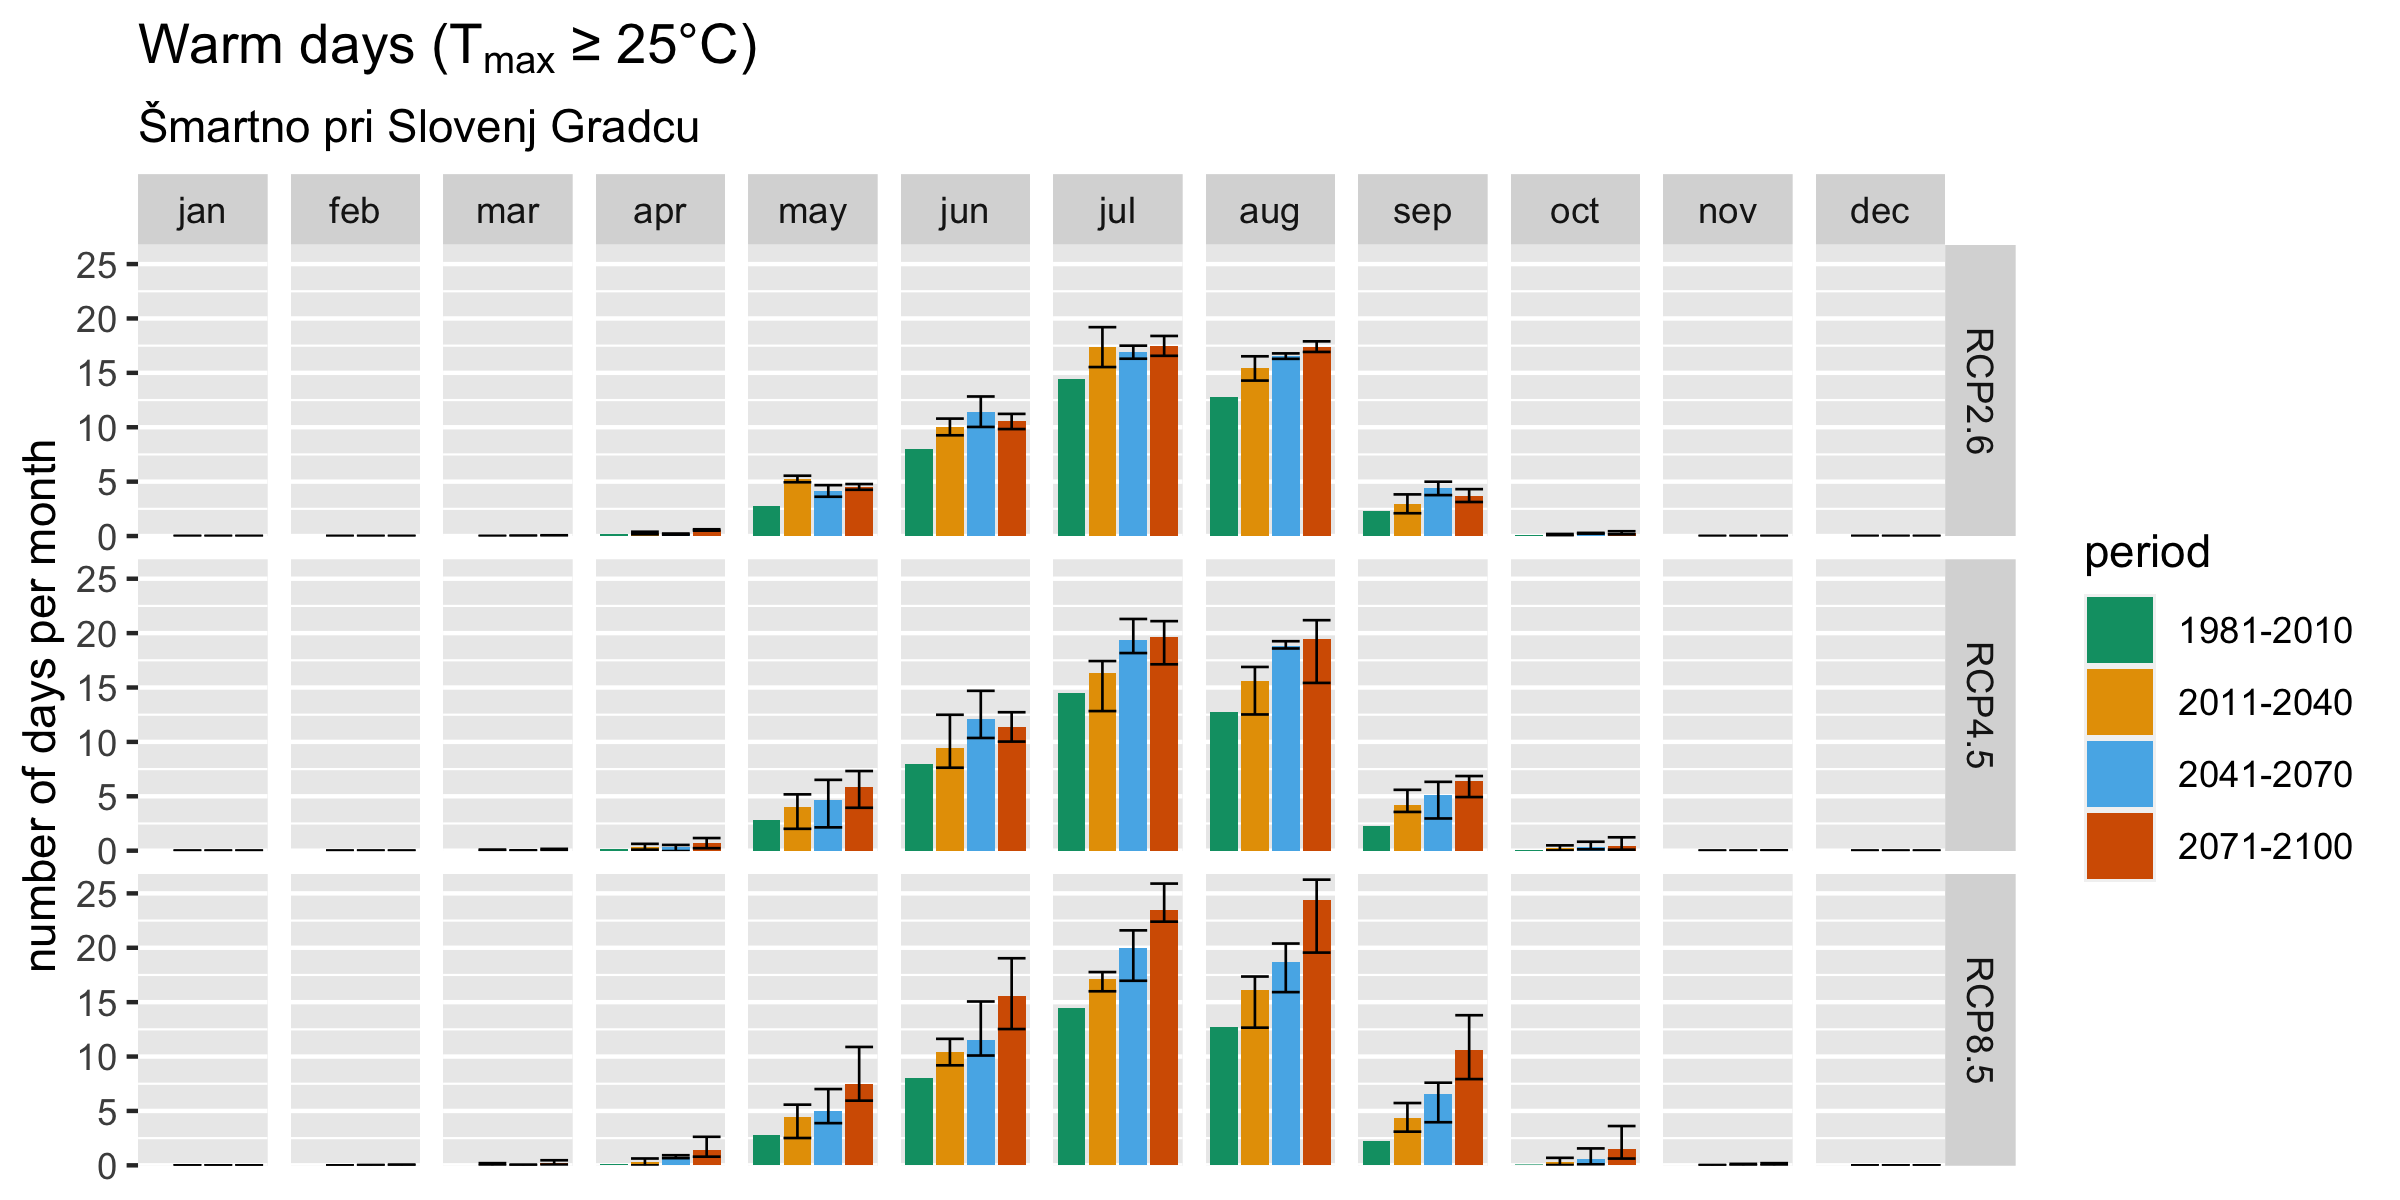 Warm days (Tmax ≥ 25°C)
Šmartno pri Slovenj Gradcu
jan feb mar apr may jun jul aug sep oct nov dec
number of days per month
25
20
15
10
5
0
RCP2.6
25
20
15
10
5
0
RCP4.5
25
20
15
10
5
0
RCP8.5
period
1981-2010
2011-2040
2041-2070
2071-2100